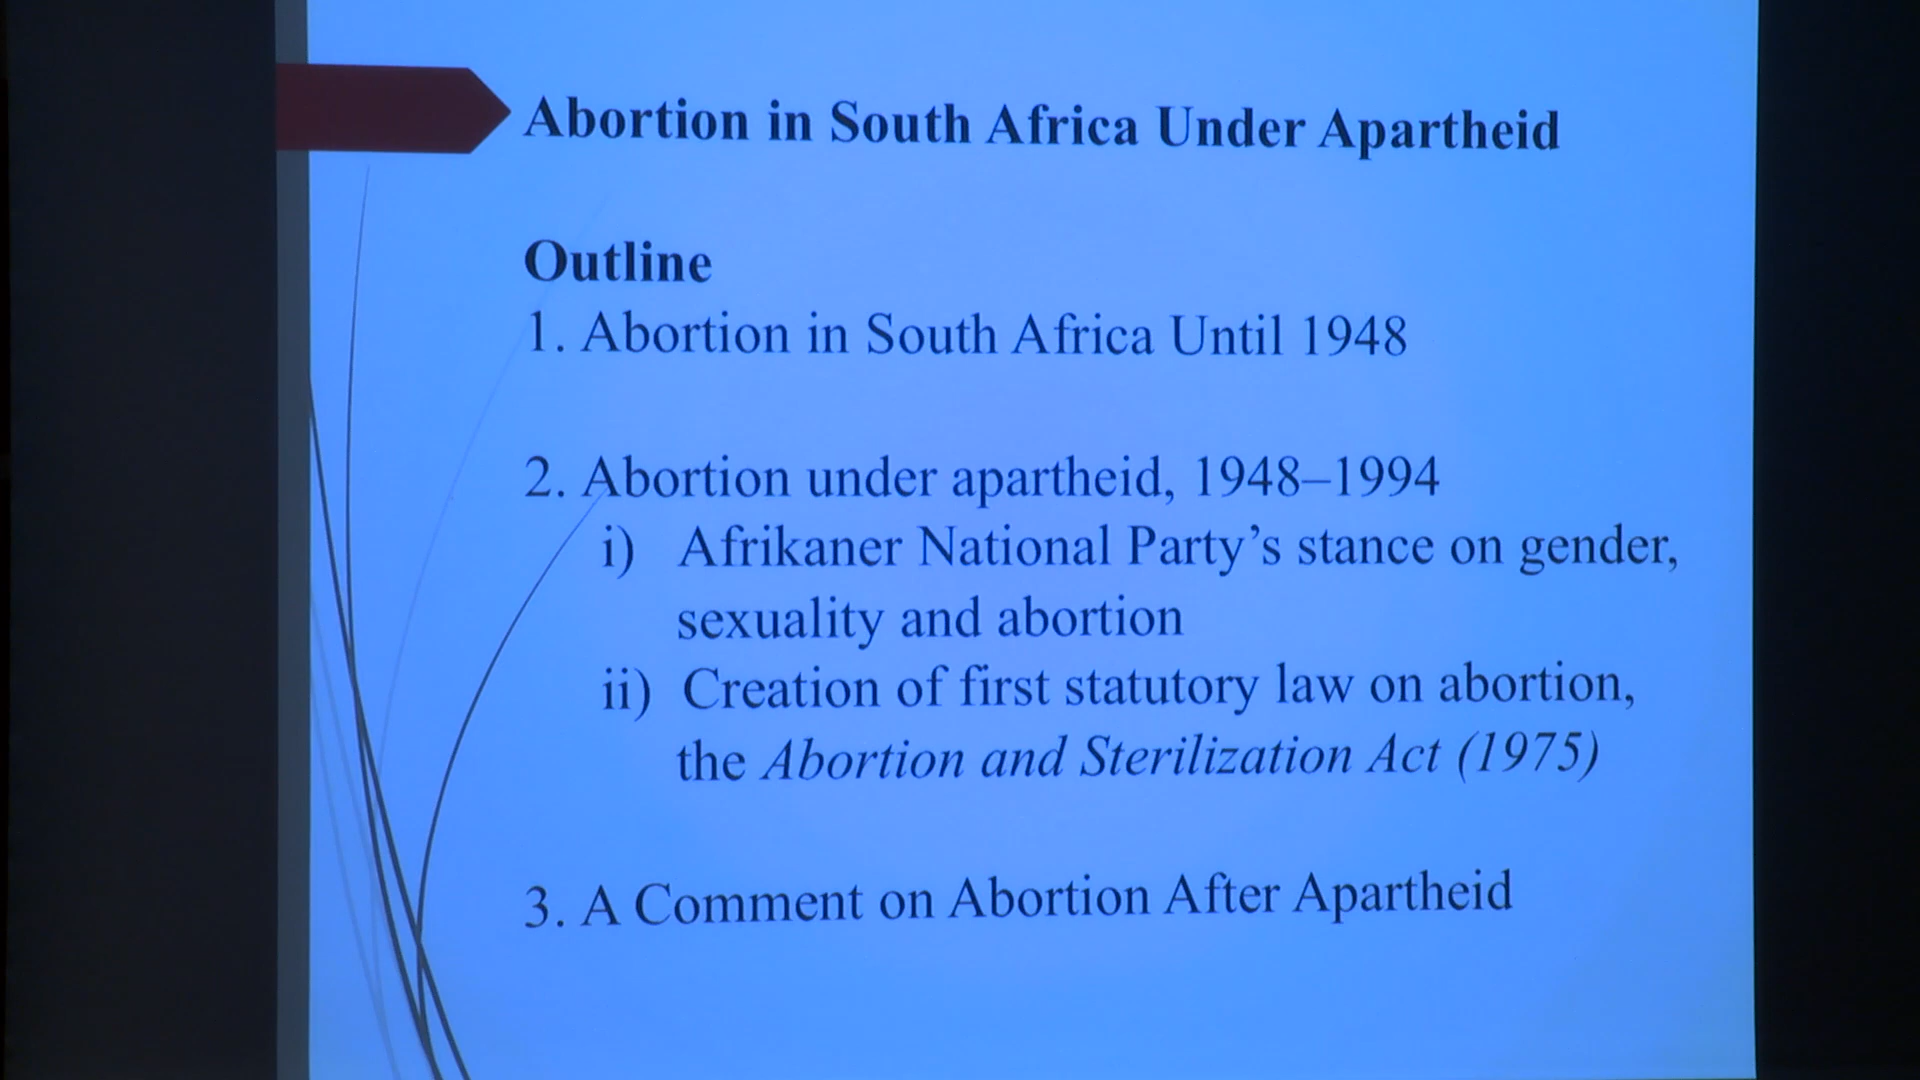 Abortion in South Africa Under Apartheid
Outline
1. Abortion in South Africa Until 1948
2. Abortion under apartheid, 1948–1994
i) Afrikaner National Party’s stance on gender,
sexuality and abortion
ii) Creation of first statutory law on abortion,
the Abortion and Sterilization Act (1975)
3. A Comment on Abortion After Apartheid